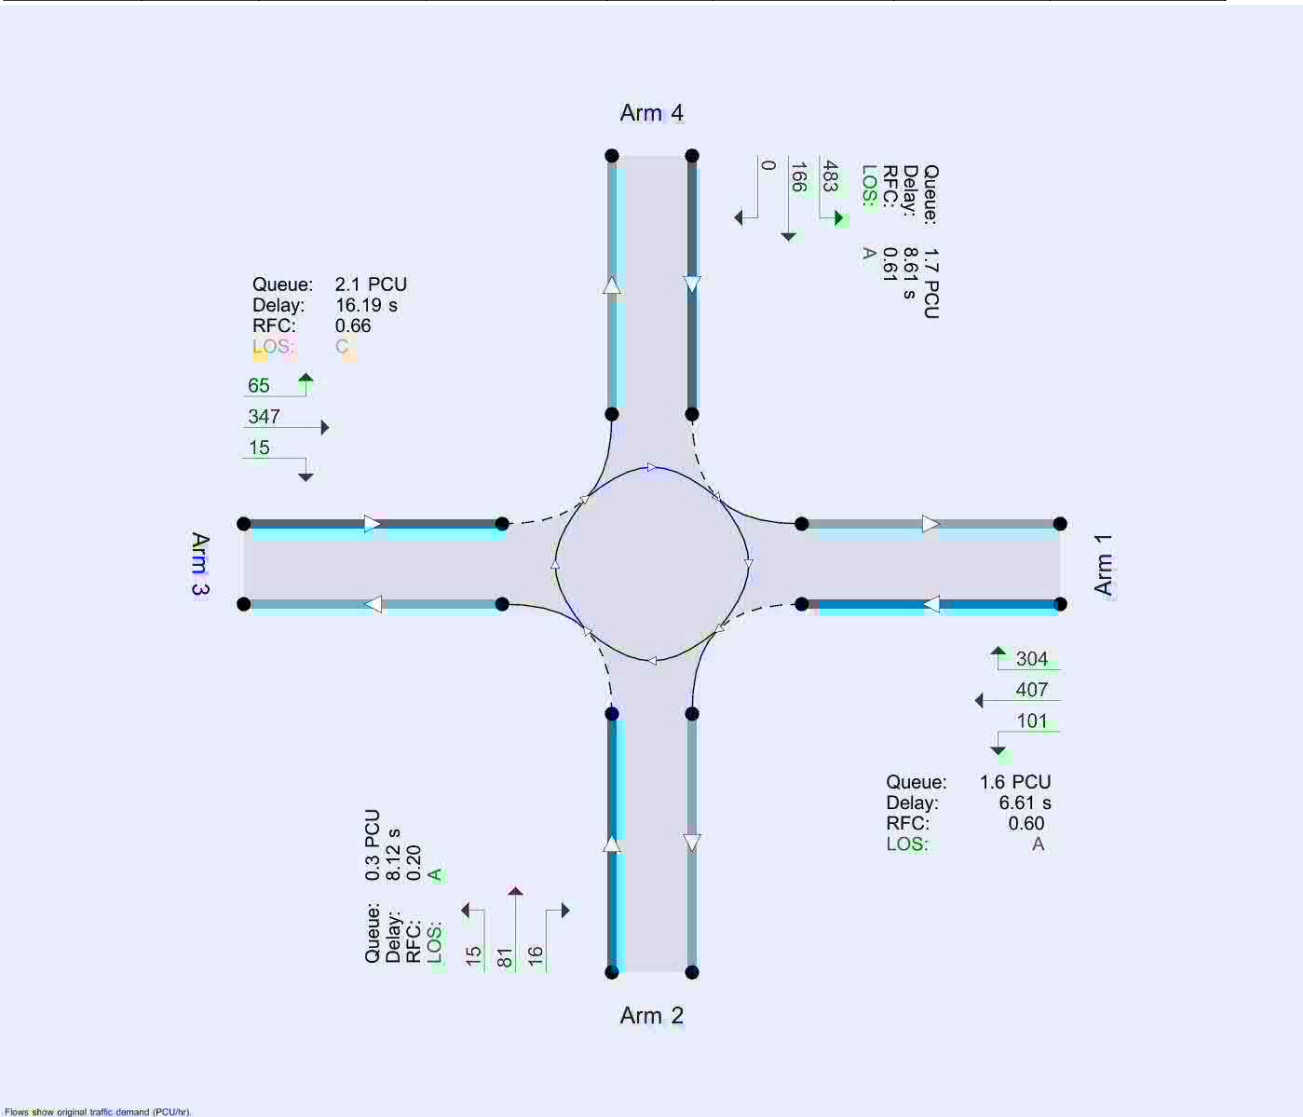 Arm 4
0
166
483
Queue: 1.7 PCU
Delay: 8.61 s
RFC: 0.61
LOS: A
Queue: 2.1 PCU
Delay: 16.19 s
RFC: 0.66
LOS: C
65
347
15
Arm 3
Arm 1
304
407
101
Queue: 1.6 PCU
Delay: 6.61 s
RFC: 0.60
LOS: A
Queue: 0.3 PCU
Delay: 8.12 s
RFC: 0.20
LOS: A
15
81
16
Arm 2
Flows show original traffic demand (PCU/hr).